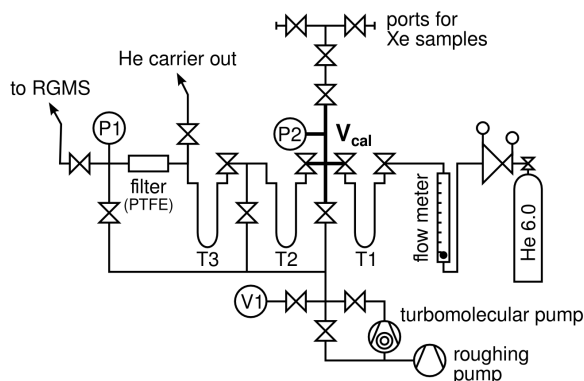 ports for
Xe samples
He carrier out
to RGMS
P1
P2
V_cal
filter
(PTFE)
flow meter
He 6.0
T3
T2
T1
V1
turbomolecular pump
roughing
pump